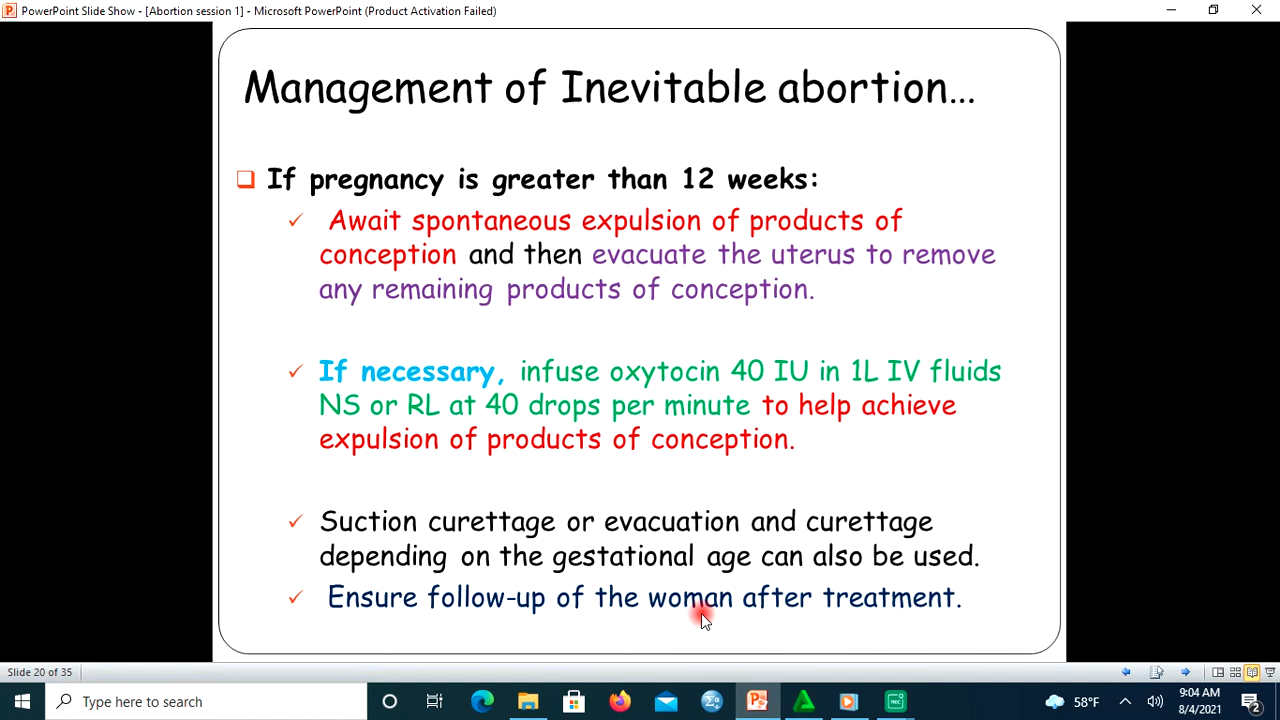 PowerPoint Slide Show - [Abortion session 1] - Microsoft PowerPoint (Product Activation Failed)
Management of Inevitable abortion...
If pregnancy is greater than 12 weeks:
Await spontaneous expulsion of products of
conception and then evacuate the uterus to remove
any remaining products of conception.
If necessary, infuse oxytocin 40 IU in 1L IV fluids
NS or RL at 40 drops per minute to help achieve
expulsion of products of conception.
Suction curettage or evacuation and curettage
depending on the gestational age can also be used.
Ensure follow-up of the woman after treatment.
Slide 20 of 35
Type here to search
58°F
9:04 AM
8/4/2021
2